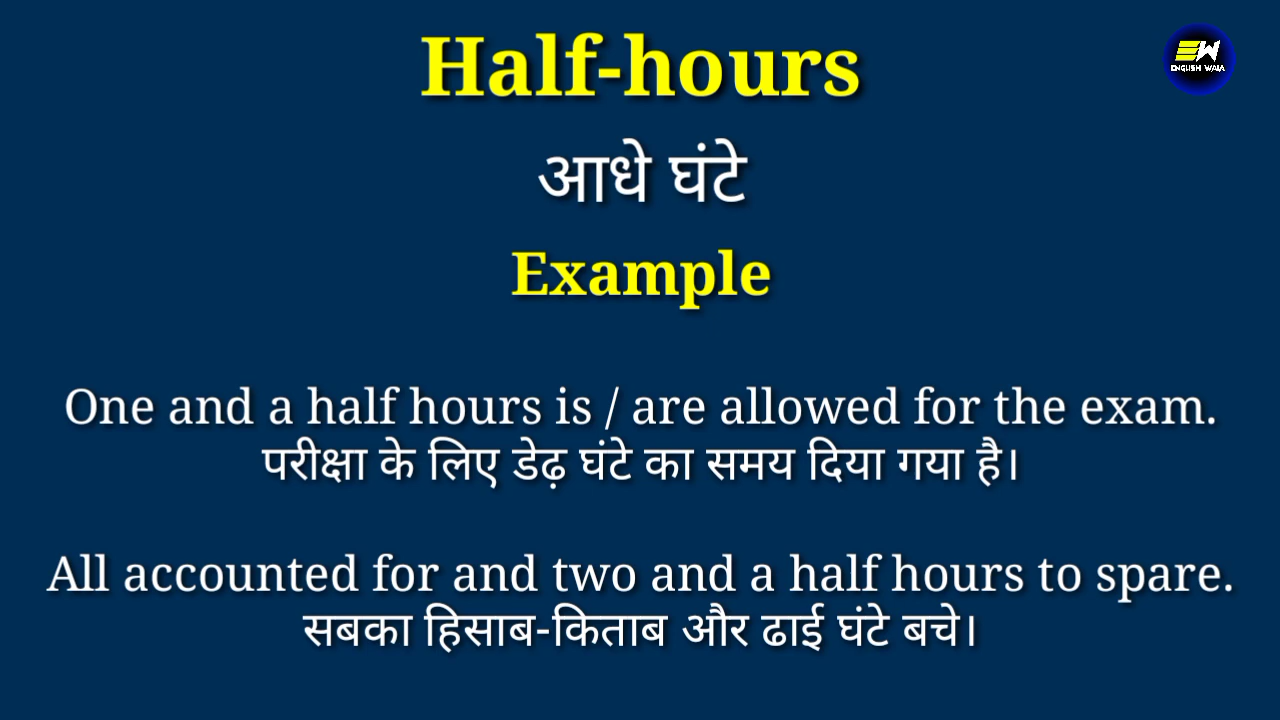 Half-hours
EW
ENGLISH WALA
आधे घंटे
Example
One and a half hours is / are allowed for the exam.
परीक्षा के लिए डेढ़ घंटे का समय दिया गया है।
All accounted for and two and a half hours to spare.
सबका हिसाब-किताब और ढाई घंटे बचे।